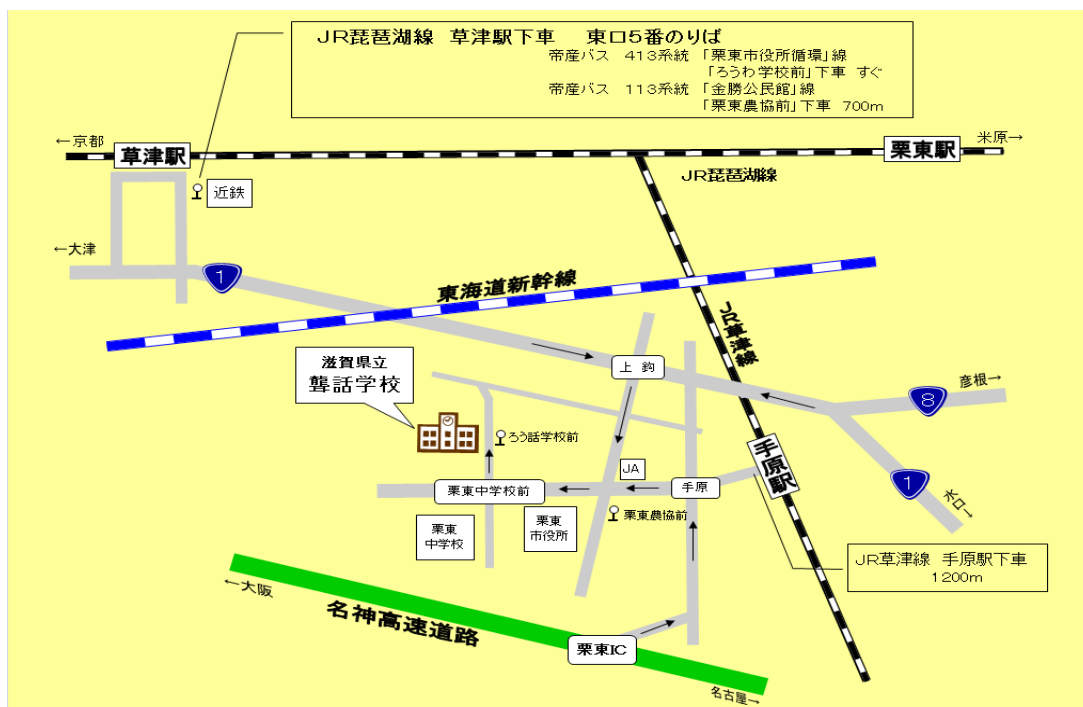 JR琵琶湖線 草津駅下車 東口5番のりば
帝産バス 413系統 「栗東市役所循環」線
「ろうわ学校前」下車 すぐ
帝産バス 113系統 「金勝公民館」線
「栗東農協前」下車 700m
←京都
草津駅
栗東駅
米原→
JR琵琶湖線
近鉄
←大津
1
東海道新幹線
JR草津線
滋賀県立
聾話学校
上 鈎
彦根→
8
ろう話学校前
手原駅
JA
栗東中学校前
手原
1
水口→
栗東
中学校
栗東
市役所
栗東農協前
JR草津線 手原駅下車
1200m
←大阪
名神高速道路
栗東IC
名古屋→